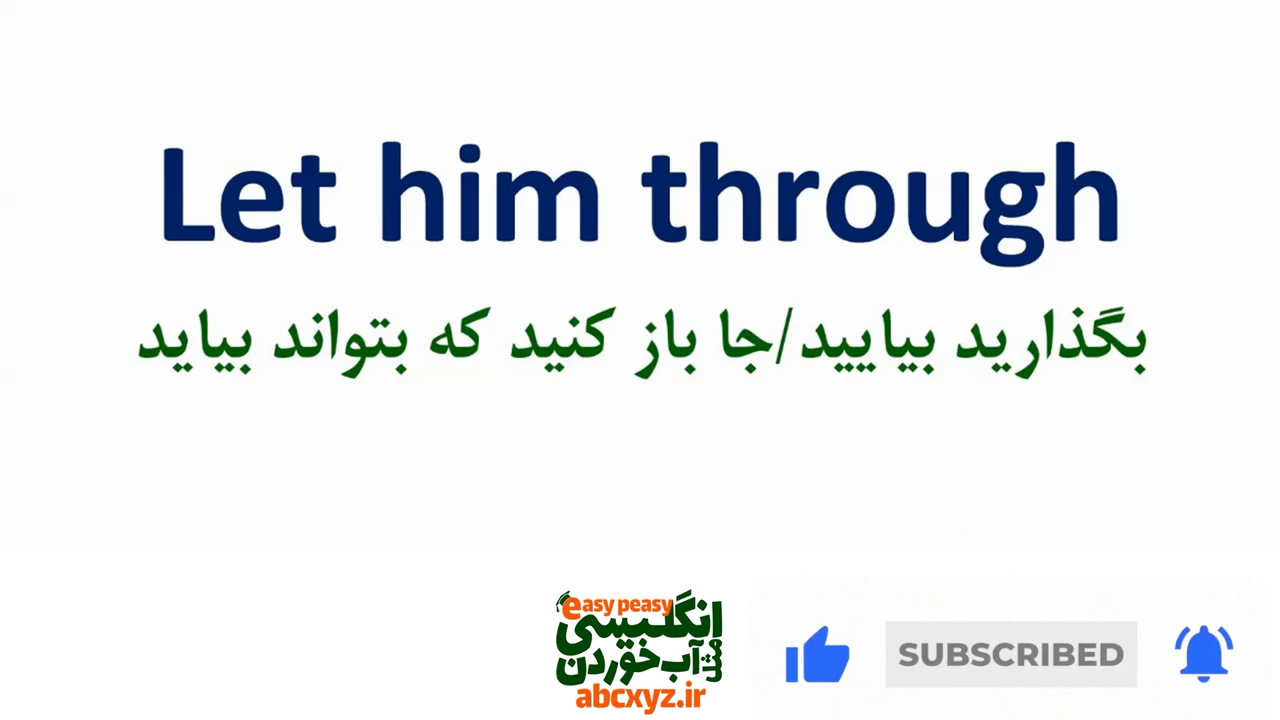 Let him through
بگذارید بیایید/جا باز کنید که بتواند بیاید
easy peasy
انگلیسی
مثل
آب خوردن
abcxyz.ir
SUBSCRIBED